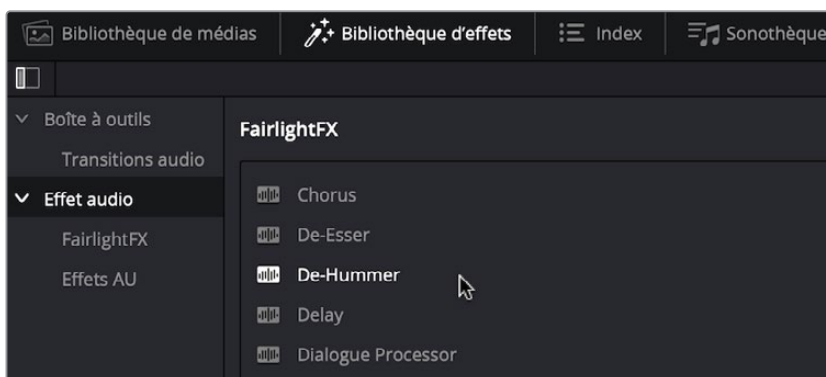 Bibliothèque de médias
Bibliothèque d'effets
Index
Sonothèque
Boîte à outils
Transitions audio
Effet audio
FairlightFX
Effets AU
FairlightFX
Chorus
De-Esser
De-Hummer
Delay
Dialogue Processor